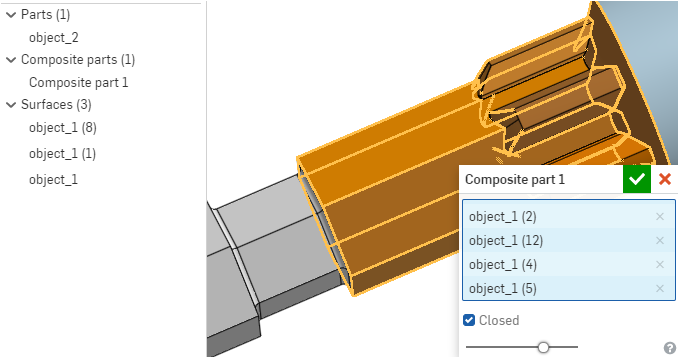 Parts (1)
object_2
Composite parts (1)
Composite part 1
Surfaces (3)
object_1 (8)
object_1 (1)
object_1
Composite part 1
object_1 (2)
object_1 (12)
object_1 (4)
object_1 (5)
Closed